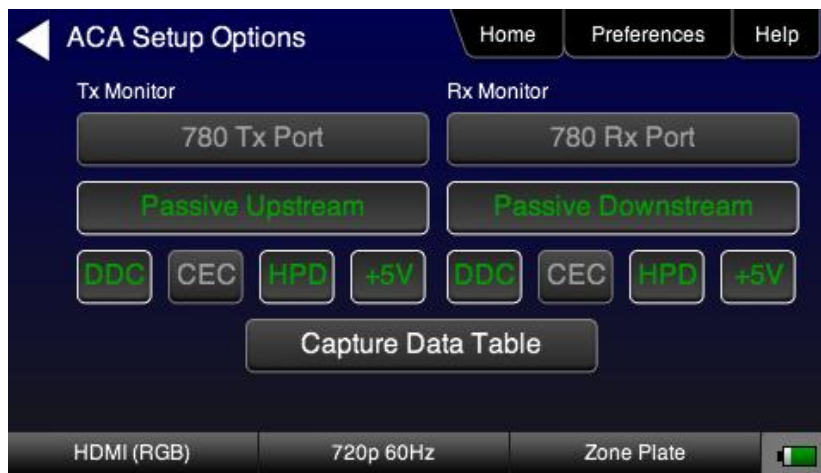 ACA Setup Options Home Preferences Help
Tx Monitor Rx Monitor
780 Tx Port 780 Rx Port
Passive Upstream Passive Downstream
DDC CEC HPD +5V DDC CEC HPD +5V
Capture Data Table
HDMI (RGB) 720p 60Hz Zone Plate